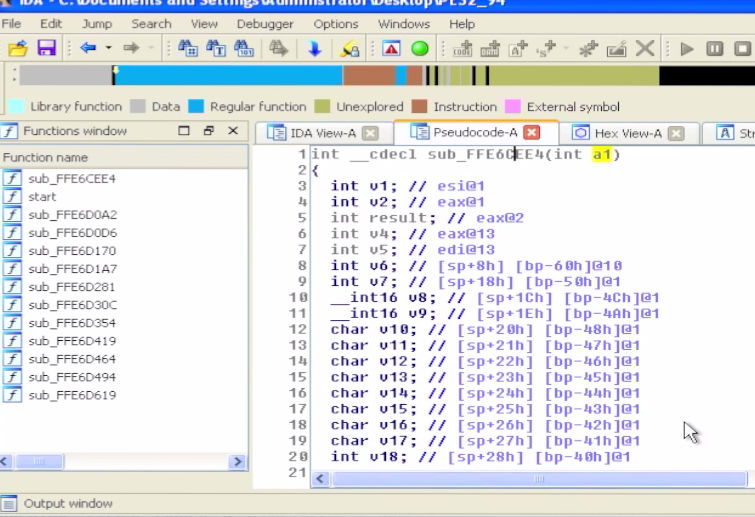 IDA - C:\Documents and Settings\Administrator\Desktop\PE32_94
File Edit Jump Search View Debugger Options Windows Help
Library function Data Regular function Unexplored Instruction External symbol
Functions window
IDA View-A Pseudocode-A Hex View-A
Function name
sub_FFE6CEE4
start
sub_FFE6D0A2
sub_FFE6D0D6
sub_FFE6D170
sub_FFE6D1A7
sub_FFE6D281
sub_FFE6D30C
sub_FFE6D354
sub_FFE6D419
sub_FFE6D464
sub_FFE6D494
sub_FFE6D619
1 int __cdecl sub_FFE6CEE4(int a1)
2 {
3 int v1; // esi@1
4 int v2; // eax@1
5 int result; // eax@2
6 int v4; // eax@13
7 int v5; // edi@13
8 int v6; // [sp+8h] [bp-60h]@10
9 int v7; // [sp+18h] [bp-50h]@1
10 __int16 v8; // [sp+1Ch] [bp-4Ch]@1
11 __int16 v9; // [sp+1Eh] [bp-4Ah]@1
12 char v10; // [sp+20h] [bp-48h]@1
13 char v11; // [sp+21h] [bp-47h]@1
14 char v12; // [sp+22h] [bp-46h]@1
15 char v13; // [sp+23h] [bp-45h]@1
16 char v14; // [sp+24h] [bp-44h]@1
17 char v15; // [sp+25h] [bp-43h]@1
18 char v16; // [sp+26h] [bp-42h]@1
19 char v17; // [sp+27h] [bp-41h]@1
20 int v18; // [sp+28h] [bp-40h]@1
21
Output window